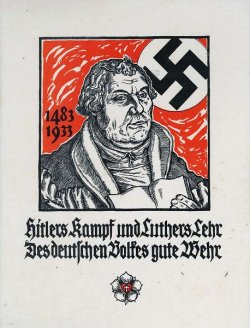 1483
1933
Hitlers Kampf und Luthers Lehr
Des deutschen Volkes gute Wehr